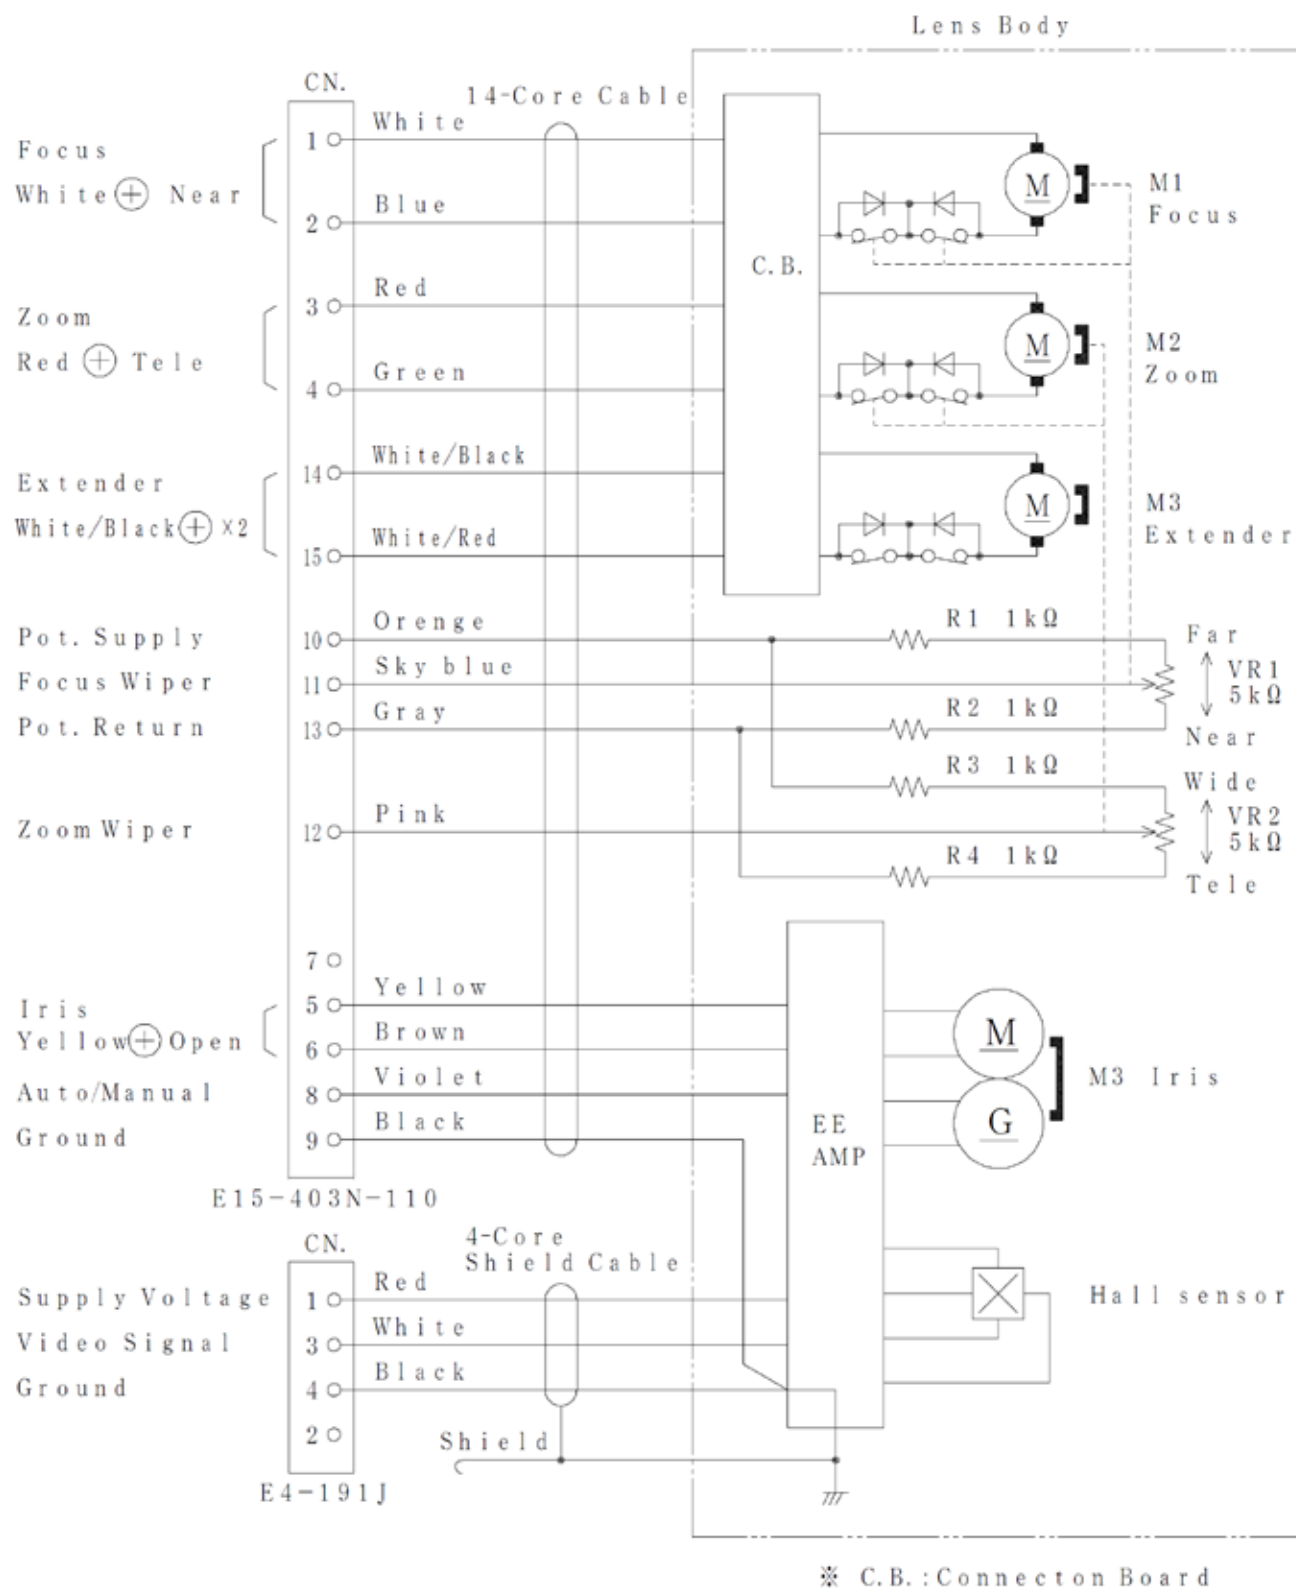 Lens Body
CN.
14-Core Cable
1 White
Focus
White⊕ Near
2 Blue
M
M1
Focus
C.B.
3 Red
Zoom
Red ⊕ Tele
4 Green
M
M2
Zoom
14 White/Black
Extender
White/Black⊕ ×2
15 White/Red
M
M3
Extender
Pot. Supply 10 Orenge R1 1kΩ Far
Focus Wiper 11 Sky blue VR1
5kΩ
Pot. Return 13 Gray R2 1kΩ Near
R3 1kΩ Wide
Zoom Wiper 12 Pink VR2
5kΩ
R4 1kΩ Tele
7
Iris
Yellow⊕Open
5 Yellow
6 Brown
Auto/Manual 8 Violet
Ground 9 Black
EE
AMP
M
G
M3 Iris
E15-403N-110
CN.
4-Core
Shield Cable
Supply Voltage 1 Red
Video Signal 3 White
Ground 4 Black
2
Hall sensor
Shield
E4-191J
※ C.B.:Connecton Board